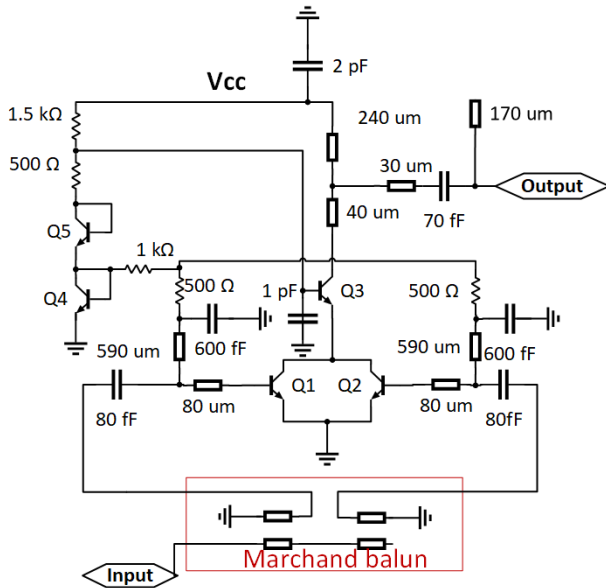 2 pF
Vcc
1.5 kΩ
240 um
170 um
500 Ω
30 um
Output
40 um
70 fF
Q5
1 kΩ
Q4
500 Ω
1 pF
Q3
500 Ω
590 um
600 fF
590 um
600 fF
Q1
Q2
80 fF
80 um
80 um
80fF
Marchand balun
Input